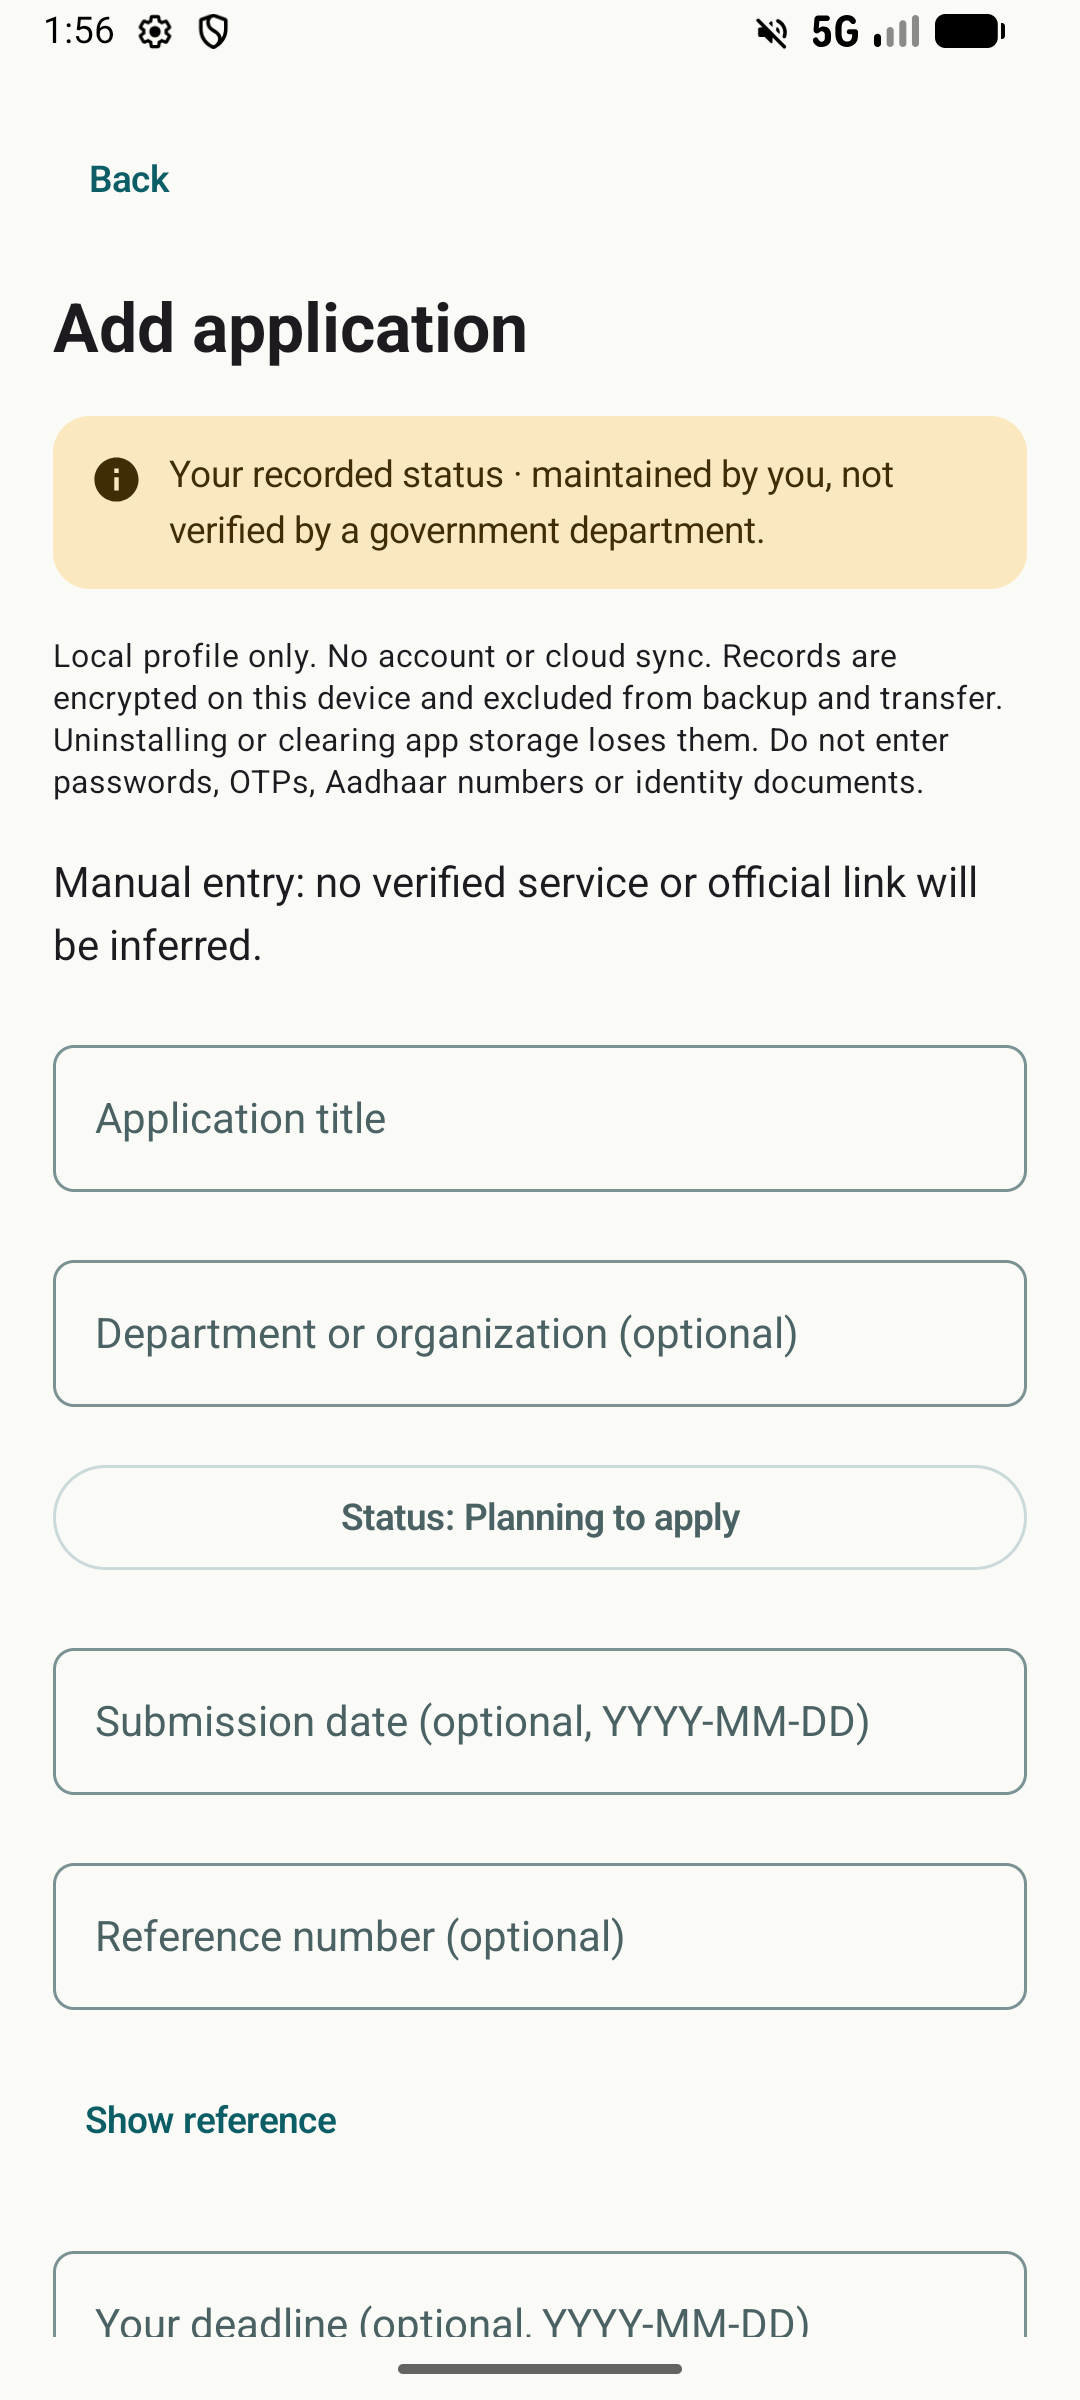 1:56
5G
Back
Add application
Your recorded status · maintained by you, not
verified by a government department.
Local profile only. No account or cloud sync. Records are
encrypted on this device and excluded from backup and transfer.
Uninstalling or clearing app storage loses them. Do not enter
passwords, OTPs, Aadhaar numbers or identity documents.
Manual entry: no verified service or official link will
be inferred.
Application title
Department or organization (optional)
Status: Planning to apply
Submission date (optional, YYYY-MM-DD)
Reference number (optional)
Show reference
Your deadline (optional, YYYY-MM-DD)